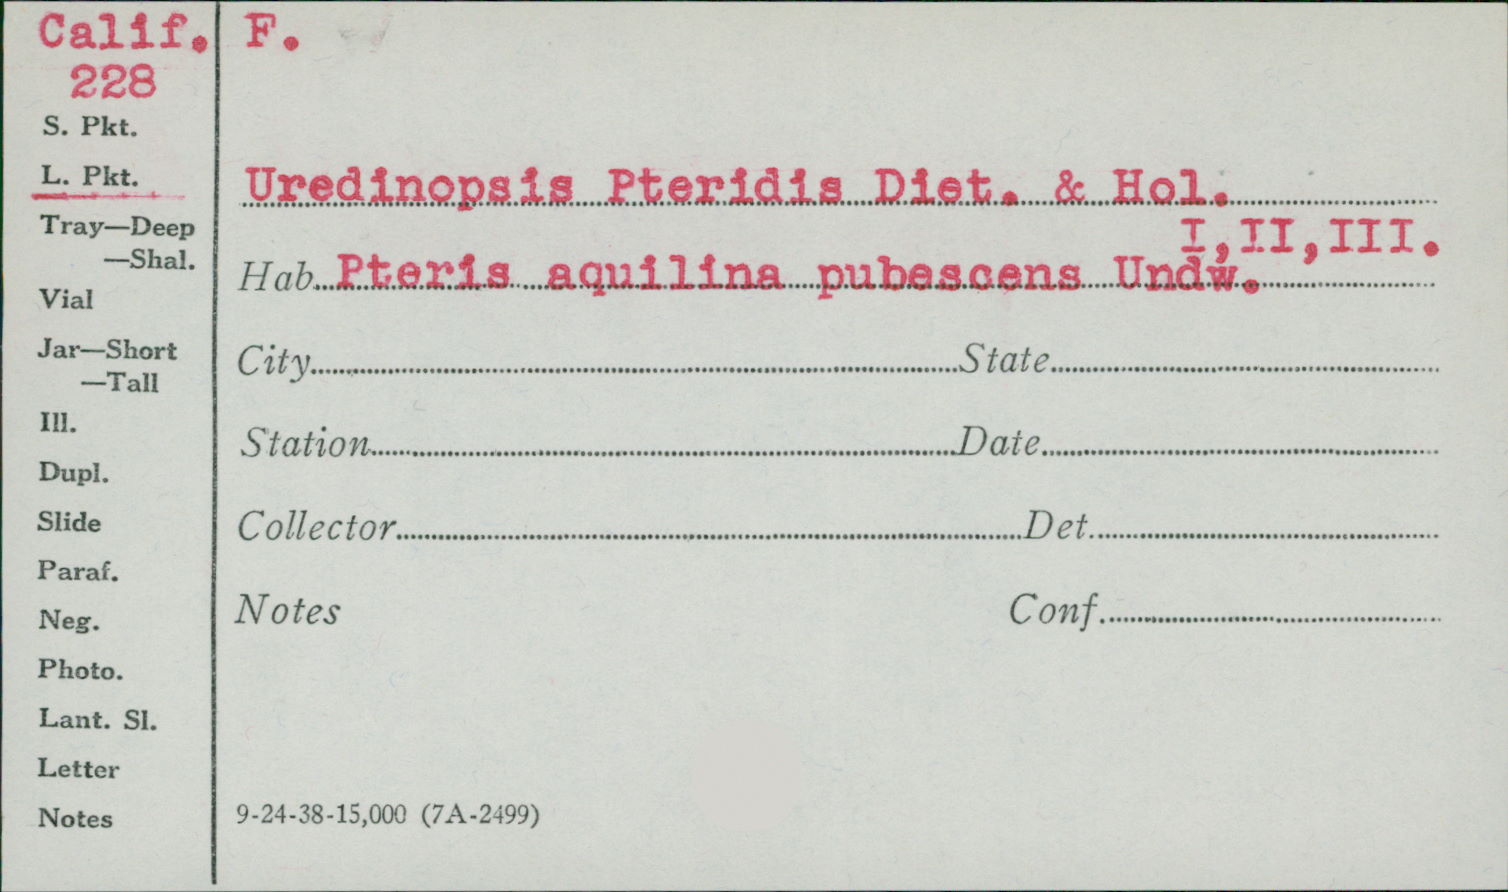 Calif. F.
228
S. Pkt.
L. Pkt.
Uredinopsis Pteridis Diet. & Hol.
I,II,III.
Tray—Deep
—Shal.
Hab. Pteris aquilina pubescens Undw.
Vial
Jar—Short
—Tall
City State
Ill.
Station Date
Dupl.
Slide
Collector Det.
Paraf.
Neg.
Notes Conf.
Photo.
Lant. Sl.
Letter
Notes
9-24-38-15,000 (7A-2499)